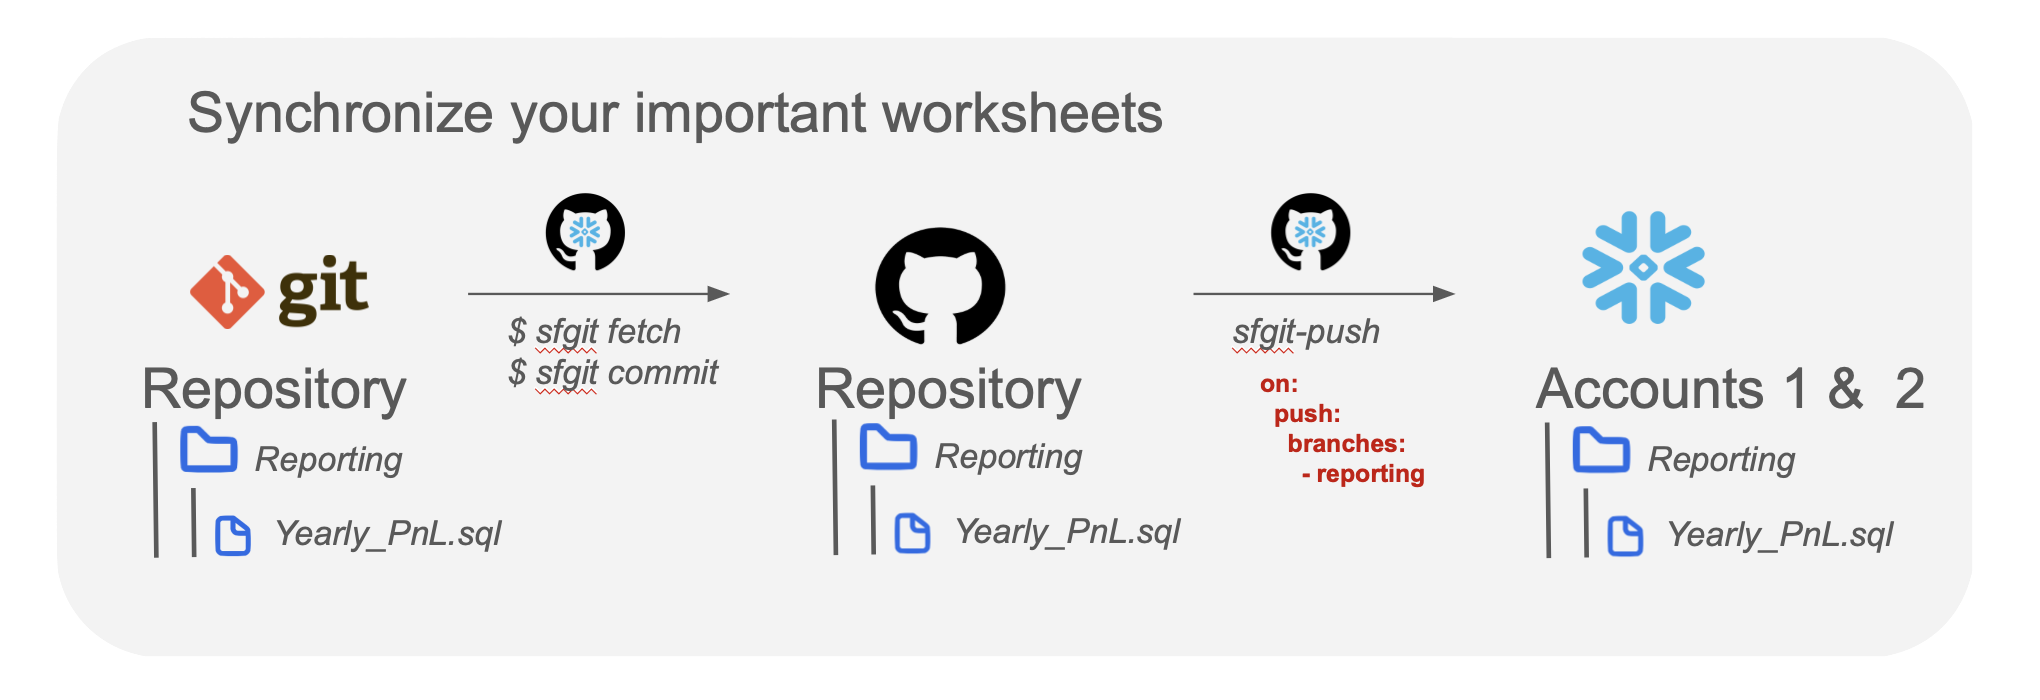 Synchronize your important worksheets
git
$ sfgit fetch
$ sfgit commit
sfgit-push
on:
push:
branches:
- reporting
Repository
Reporting
Yearly_PnL.sql
Repository
Reporting
Yearly_PnL.sql
Accounts 1 & 2
Reporting
Yearly_PnL.sql